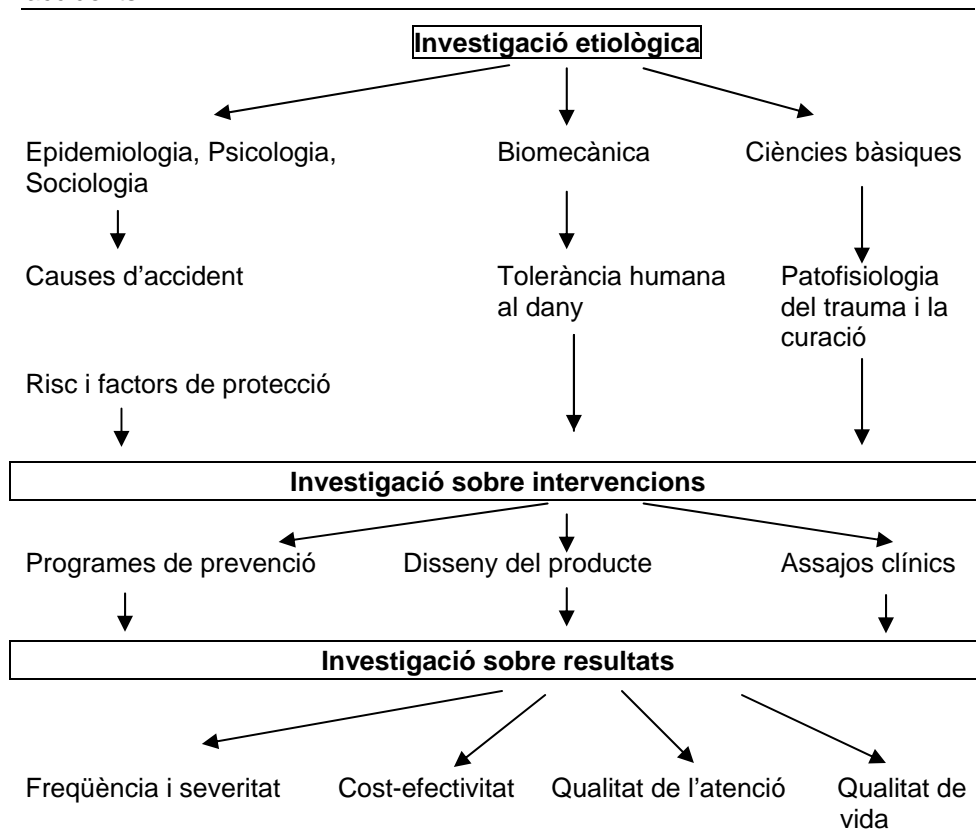 Investigació etiològica
Epidemiologia, Psicologia,
Sociologia
Biomecànica
Ciències bàsiques
Causes d’accident
Tolerància humana
al dany
Patofisiologia
del trauma i la
curació
Risc i factors de protecció
Investigació sobre intervencions
Programes de prevenció
Disseny del producte
Assajos clínics
Investigació sobre resultats
Freqüència i severitat
Cost-efectivitat
Qualitat de l’atenció
Qualitat de
vida